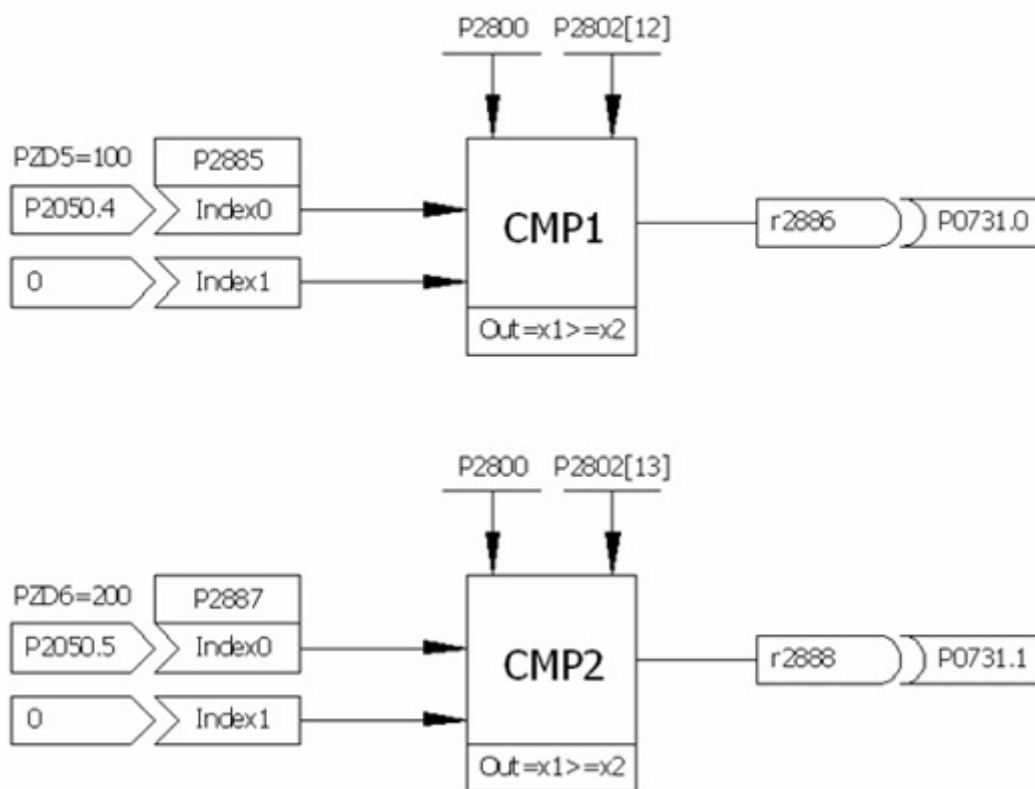 P2800 P2802[12]
PZD5=100 P2885
P2050.4 Index0
CMP1
r2886 P0731.0
0 Index1
Out=x1>=x2
P2800 P2802[13]
PZD6=200 P2887
P2050.5 Index0
CMP2
r2888 P0731.1
0 Index1
Out=x1>=x2